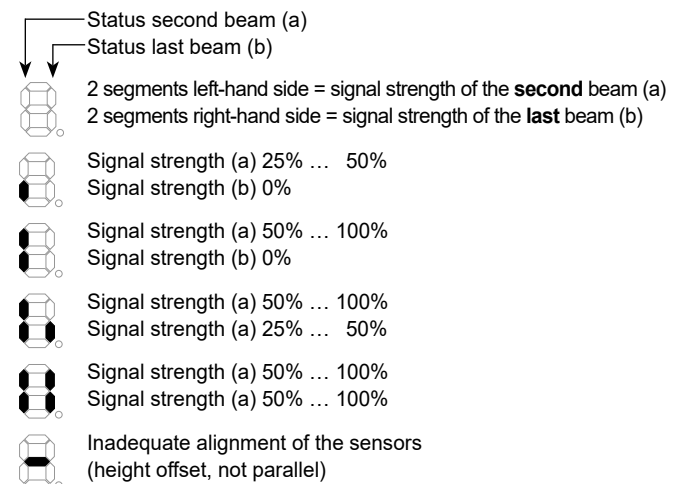 Status second beam (a)
Status last beam (b)
2 segments left-hand side = signal strength of the second beam (a)
2 segments right-hand side = signal strength of the last beam (b)
Signal strength (a) 25% … 50%
Signal strength (b) 0%
Signal strength (a) 50% … 100%
Signal strength (b) 0%
Signal strength (a) 50% … 100%
Signal strength (a) 25% … 50%
Signal strength (a) 50% … 100%
Signal strength (a) 50% … 100%
Inadequate alignment of the sensors
(height offset, not parallel)